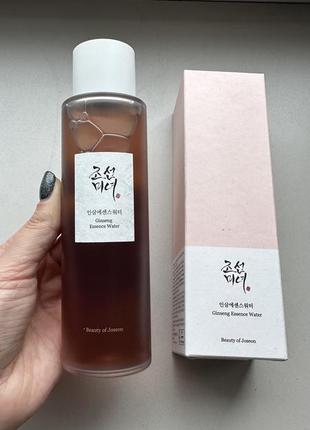 조선
미녀
인삼에센스워터
Ginseng
Essence Water
Beauty of Joseon
조선
미녀
인삼에센스워터
Ginseng Essence Water
Beauty of Joseon